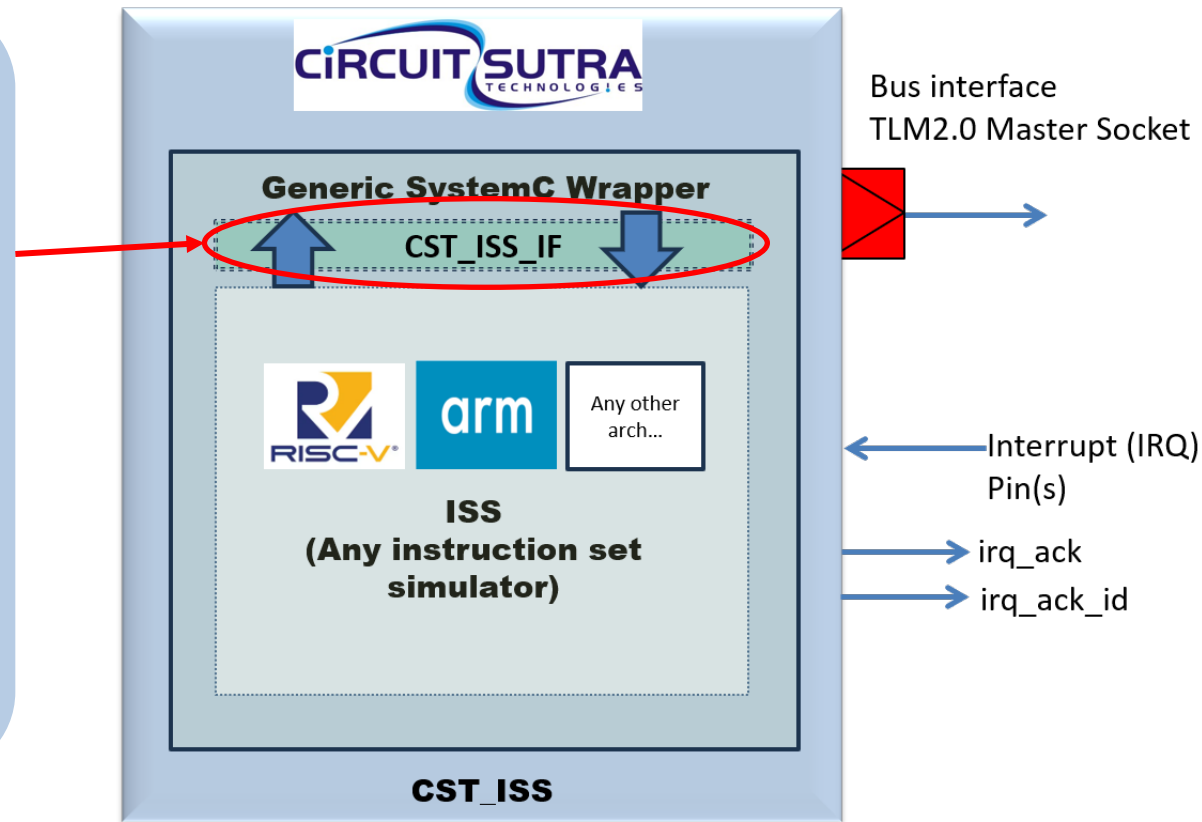 CiRCUIT SUTRA
TECHNOLOGIES
Bus interface
TLM2.0 Master Socket
Generic SystemC Wrapper
CST_ISS_IF
RISC-V®
arm
Any other
arch...
ISS
(Any instruction set
simulator)
Interrupt (IRQ)
Pin(s)
irq_ack
irq_ack_id
CST_ISS